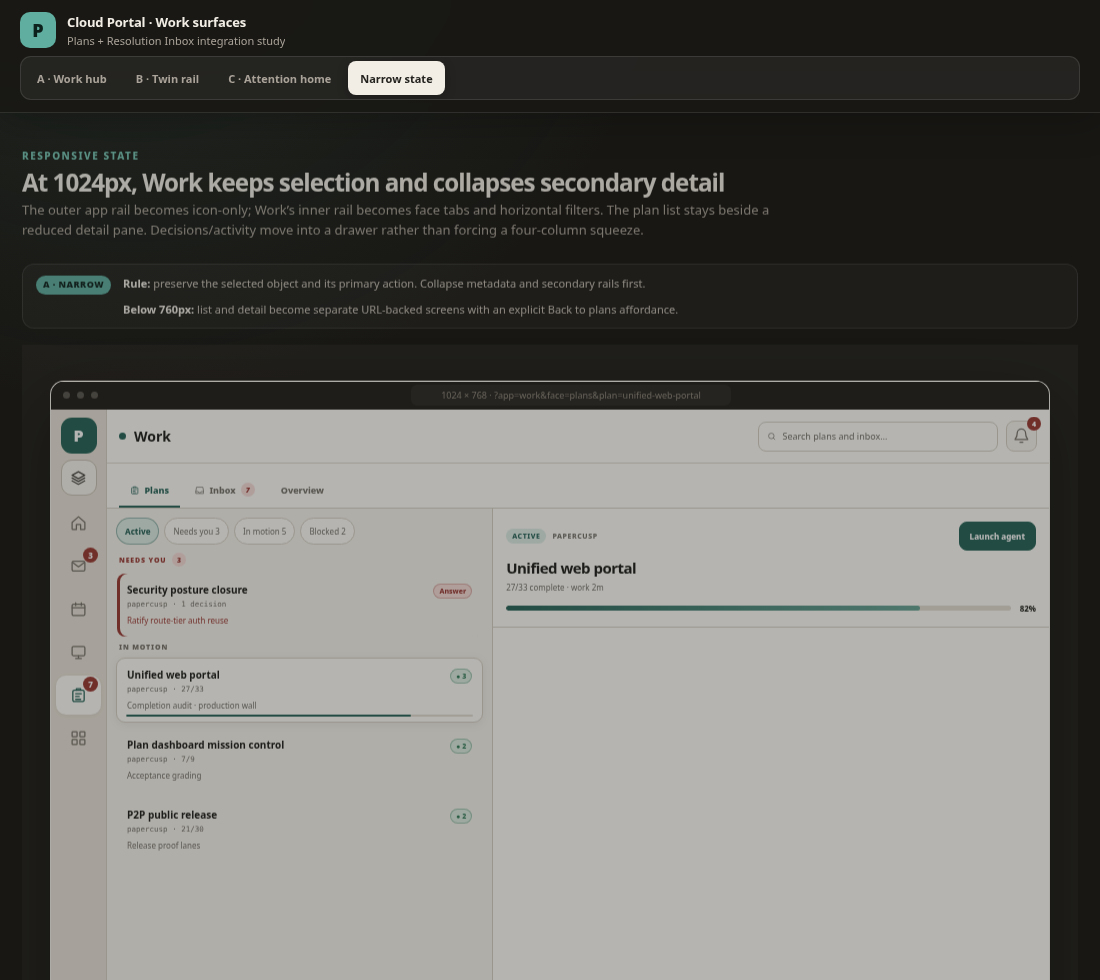 P
Cloud Portal · Work surfaces
Plans + Resolution Inbox integration study
A · Work hub
B · Twin rail
C · Attention home
Narrow state
RESPONSIVE STATE
At 1024px, Work keeps selection and collapses secondary detail
The outer app rail becomes icon-only; Work's inner rail becomes face tabs and horizontal filters. The plan list stays beside a
reduced detail pane. Decisions/activity move into a drawer rather than forcing a four-column squeeze.
A · NARROW
Rule: preserve the selected object and its primary action. Collapse metadata and secondary rails first.
Below 760px: list and detail become separate URL-backed screens with an explicit Back to plans affordance.
1024 × 768 · ?app=work&face=plans&plan=unified-web-portal
P
Work
Search plans and inbox...
4
3
7
Plans
Inbox 7
Overview
Active
Needs you 3
In motion 5
Blocked 2
NEEDS YOU 3
Security posture closure
Answer
papercusp · 1 decision
Ratify route-tier auth reuse
IN MOTION
Unified web portal
3
papercusp · 27/33
Completion audit · production wall
Plan dashboard mission control
2
papercusp · 7/9
Acceptance grading
P2P public release
2
papercusp · 21/30
Release proof lanes
ACTIVE PAPERCUSP
Launch agent
Unified web portal
27/33 complete · work 2m
82%